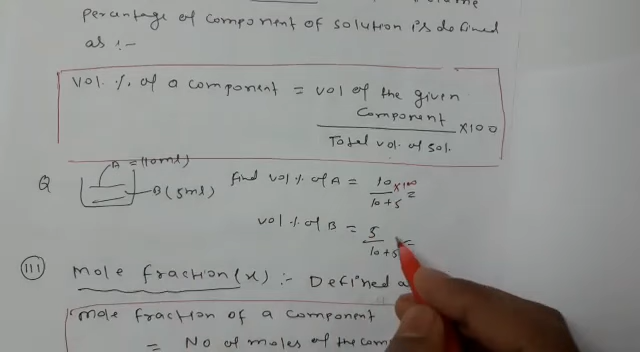 percentage of component of solution is defined
as :-
Vol. % of a component = vol of the given
component × 100
Total vol. of sol.
Q A = (10ml) find vol % of A = 10 × 100 =
B (5ml) 10 + 5
vol % of B = 5 =
10 + 5
(III) Mole fraction (x) :- Defined a
Mole fraction of a component
= No of moles of the com